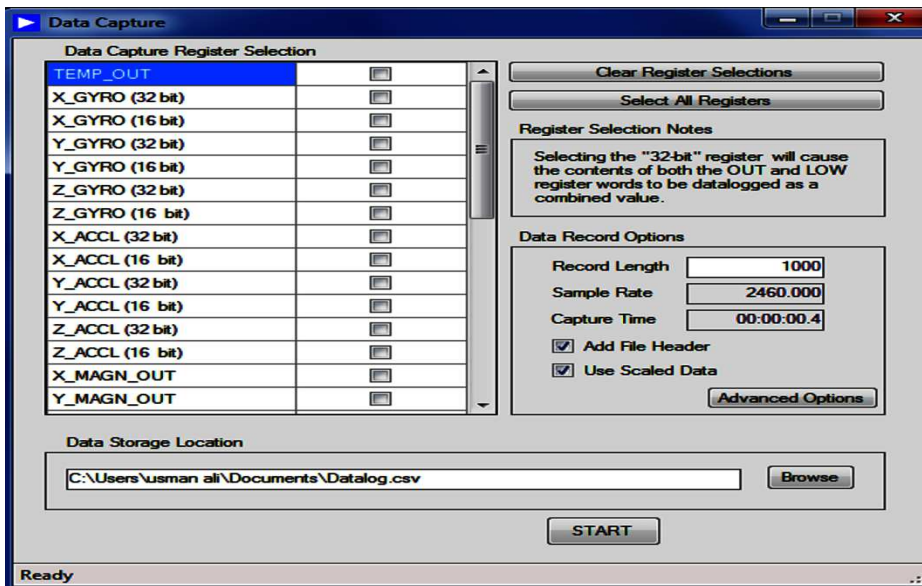 Data Capture
Data Capture Register Selection
TEMP_OUT
X_GYRO (32 bit)
X_GYRO (16 bit)
Y_GYRO (32 bit)
Y_GYRO (16 bit)
Z_GYRO (32 bit)
Z_GYRO (16 bit)
X_ACCL (32 bit)
X_ACCL (16 bit)
Y_ACCL (32 bit)
Y_ACCL (16 bit)
Z_ACCL (32 bit)
Z_ACCL (16 bit)
X_MAGN_OUT
Y_MAGN_OUT
Clear Register Selections
Select All Registers
Register Selection Notes
Selecting the "32-bit" register will cause
the contents of both the OUT and LOW
register words to be datalogged as a
combined value.
Data Record Options
Record Length 1000
Sample Rate 2460.000
Capture Time 00:00:00.4
Add File Header
Use Scaled Data
Advanced Options
Data Storage Location
C:\Users\usman ali\Documents\Datalog.csv
Browse
START
Ready